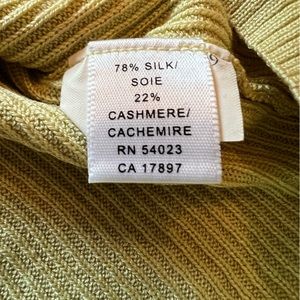 78% SILK/
SOIE
22%
CASHMERE/
CACHEMIRE
RN 54023
CA 17897